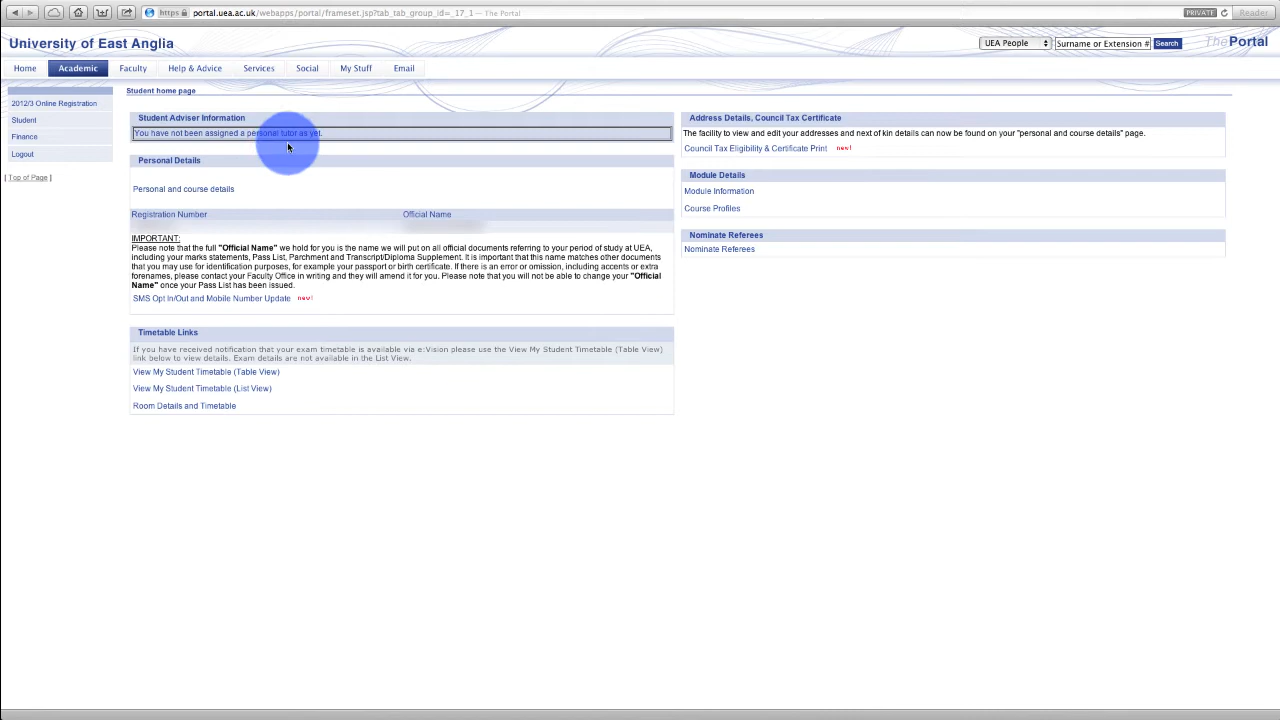 https portal.uea.ac.uk/webapps/portal/frameset.jsp?tab_tab_group_id=_17_1 — The Portal PRIVATE Reader
University of East Anglia
UEA People Surname or Extension # Search The Portal
Home Academic Faculty Help & Advice Services Social My Stuff Email
2012/3 Online Registration
Student
Finance
Logout
[ Top of Page ]
Student home page
Student Adviser Information
You have not been assigned a personal tutor as yet.
Personal Details
Personal and course details
Registration Number Official Name
IMPORTANT:
Please note that the full "Official Name" we hold for you is the name we will put on all official documents referring to your period of study at UEA,
including your marks statements, Pass List, Parchment and Transcript/Diploma Supplement. It is important that this name matches other documents
that you may use for identification purposes, for example your passport or birth certificate. If there is an error or omission, including accents or extra
forenames, please contact your Faculty Office in writing and they will amend it for you. Please note that you will not be able to change your "Official
Name" once your Pass List has been issued.
SMS Opt In/Out and Mobile Number Update new!
Timetable Links
If you have received notification that your exam timetable is available via e:Vision please use the View My Student Timetable (Table View)
link below to view details. Exam details are not available in the List View.
View My Student Timetable (Table View)
View My Student Timetable (List View)
Room Details and Timetable
Address Details, Council Tax Certificate
The facility to view and edit your addresses and next of kin details can now be found on your "personal and course details" page.
Council Tax Eligibility & Certificate Print new!
Module Details
Module Information
Course Profiles
Nominate Referees
Nominate Referees